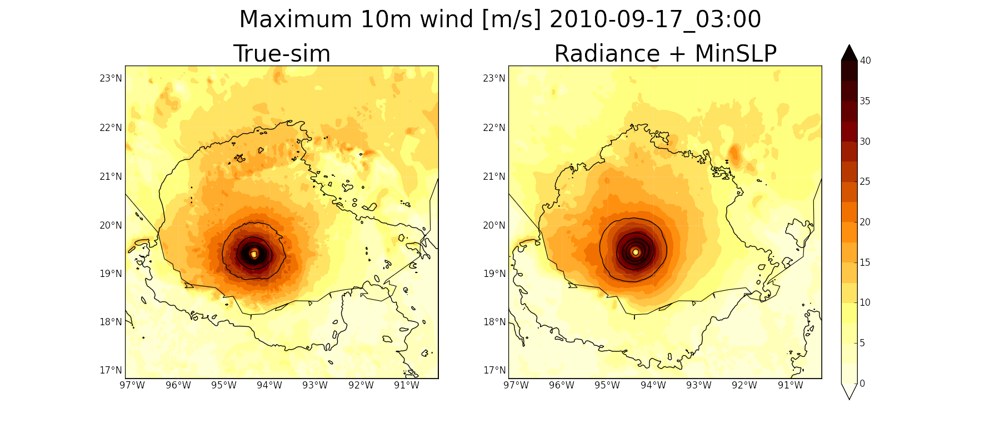 Maximum 10m wind [m/s] 2010-09-17_03:00
True-sim
Radiance + MinSLP
23°N
22°N
21°N
20°N
19°N
18°N
17°N
97°W 96°W 95°W 94°W 93°W 92°W 91°W
23°N
22°N
21°N
20°N
19°N
18°N
17°N
97°W 96°W 95°W 94°W 93°W 92°W 91°W
40
35
30
25
20
15
10
5
0